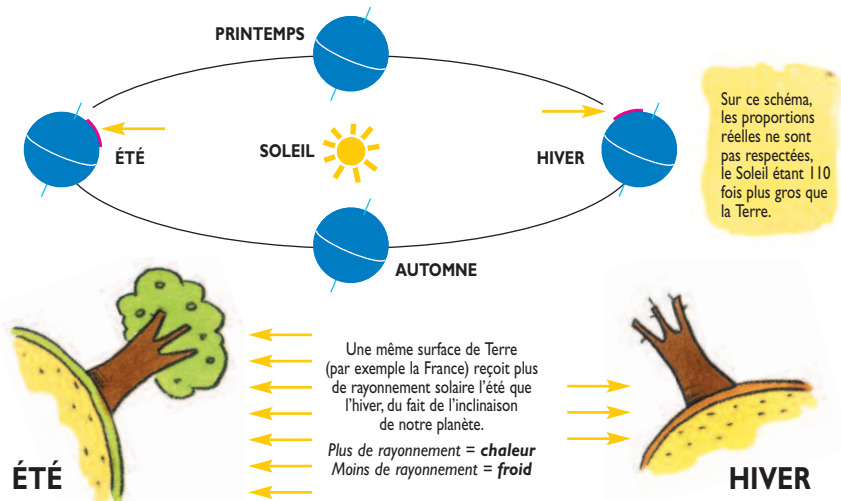 PRINTEMPS
ÉTÉ
SOLEIL
HIVER
AUTOMNE
Sur ce schéma,
les proportions
réelles ne sont
pas respectées,
le Soleil étant 110
fois plus gros que
la Terre.
Une même surface de Terre
(par exemple la France) reçoit plus
de rayonnement solaire l’été que
l’hiver, du fait de l’inclinaison
de notre planète.
Plus de rayonnement = chaleur
Moins de rayonnement = froid
ÉTÉ
HIVER